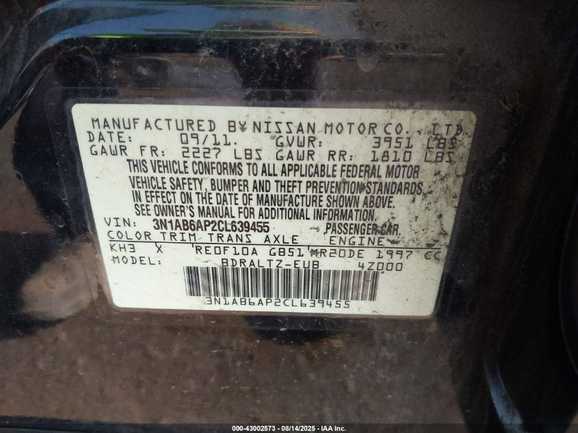 MANUFACTURED BY NISSAN MOTOR CO., LTD.
DATE: 09/11. GVWR: 3951 LBS
GAWR FR: 2227 LBS GAWR RR: 1810 LBS
THIS VEHICLE CONFORMS TO ALL APPLICABLE FEDERAL MOTOR
VEHICLE SAFETY, BUMPER AND THEFT PREVENTION STANDARDS
IN EFFECT ON THE DATE OF MANUFACTURE SHOWN ABOVE.
SEE OWNER'S MANUAL FOR ADDITIONAL INFORMATION.
VIN: 3N1AB6AP2CL639455 PASSENGER CAR
COLOR TRIM TRANS AXLE ENGINE
KH3 X RE0F10A GB51 MR20DE 1997 CC
MODEL: BDRALTZ-EUB 4Z000
3N1AB6AP2CL639455
000-43002573 - 08/14/2025 - IAAI.COM